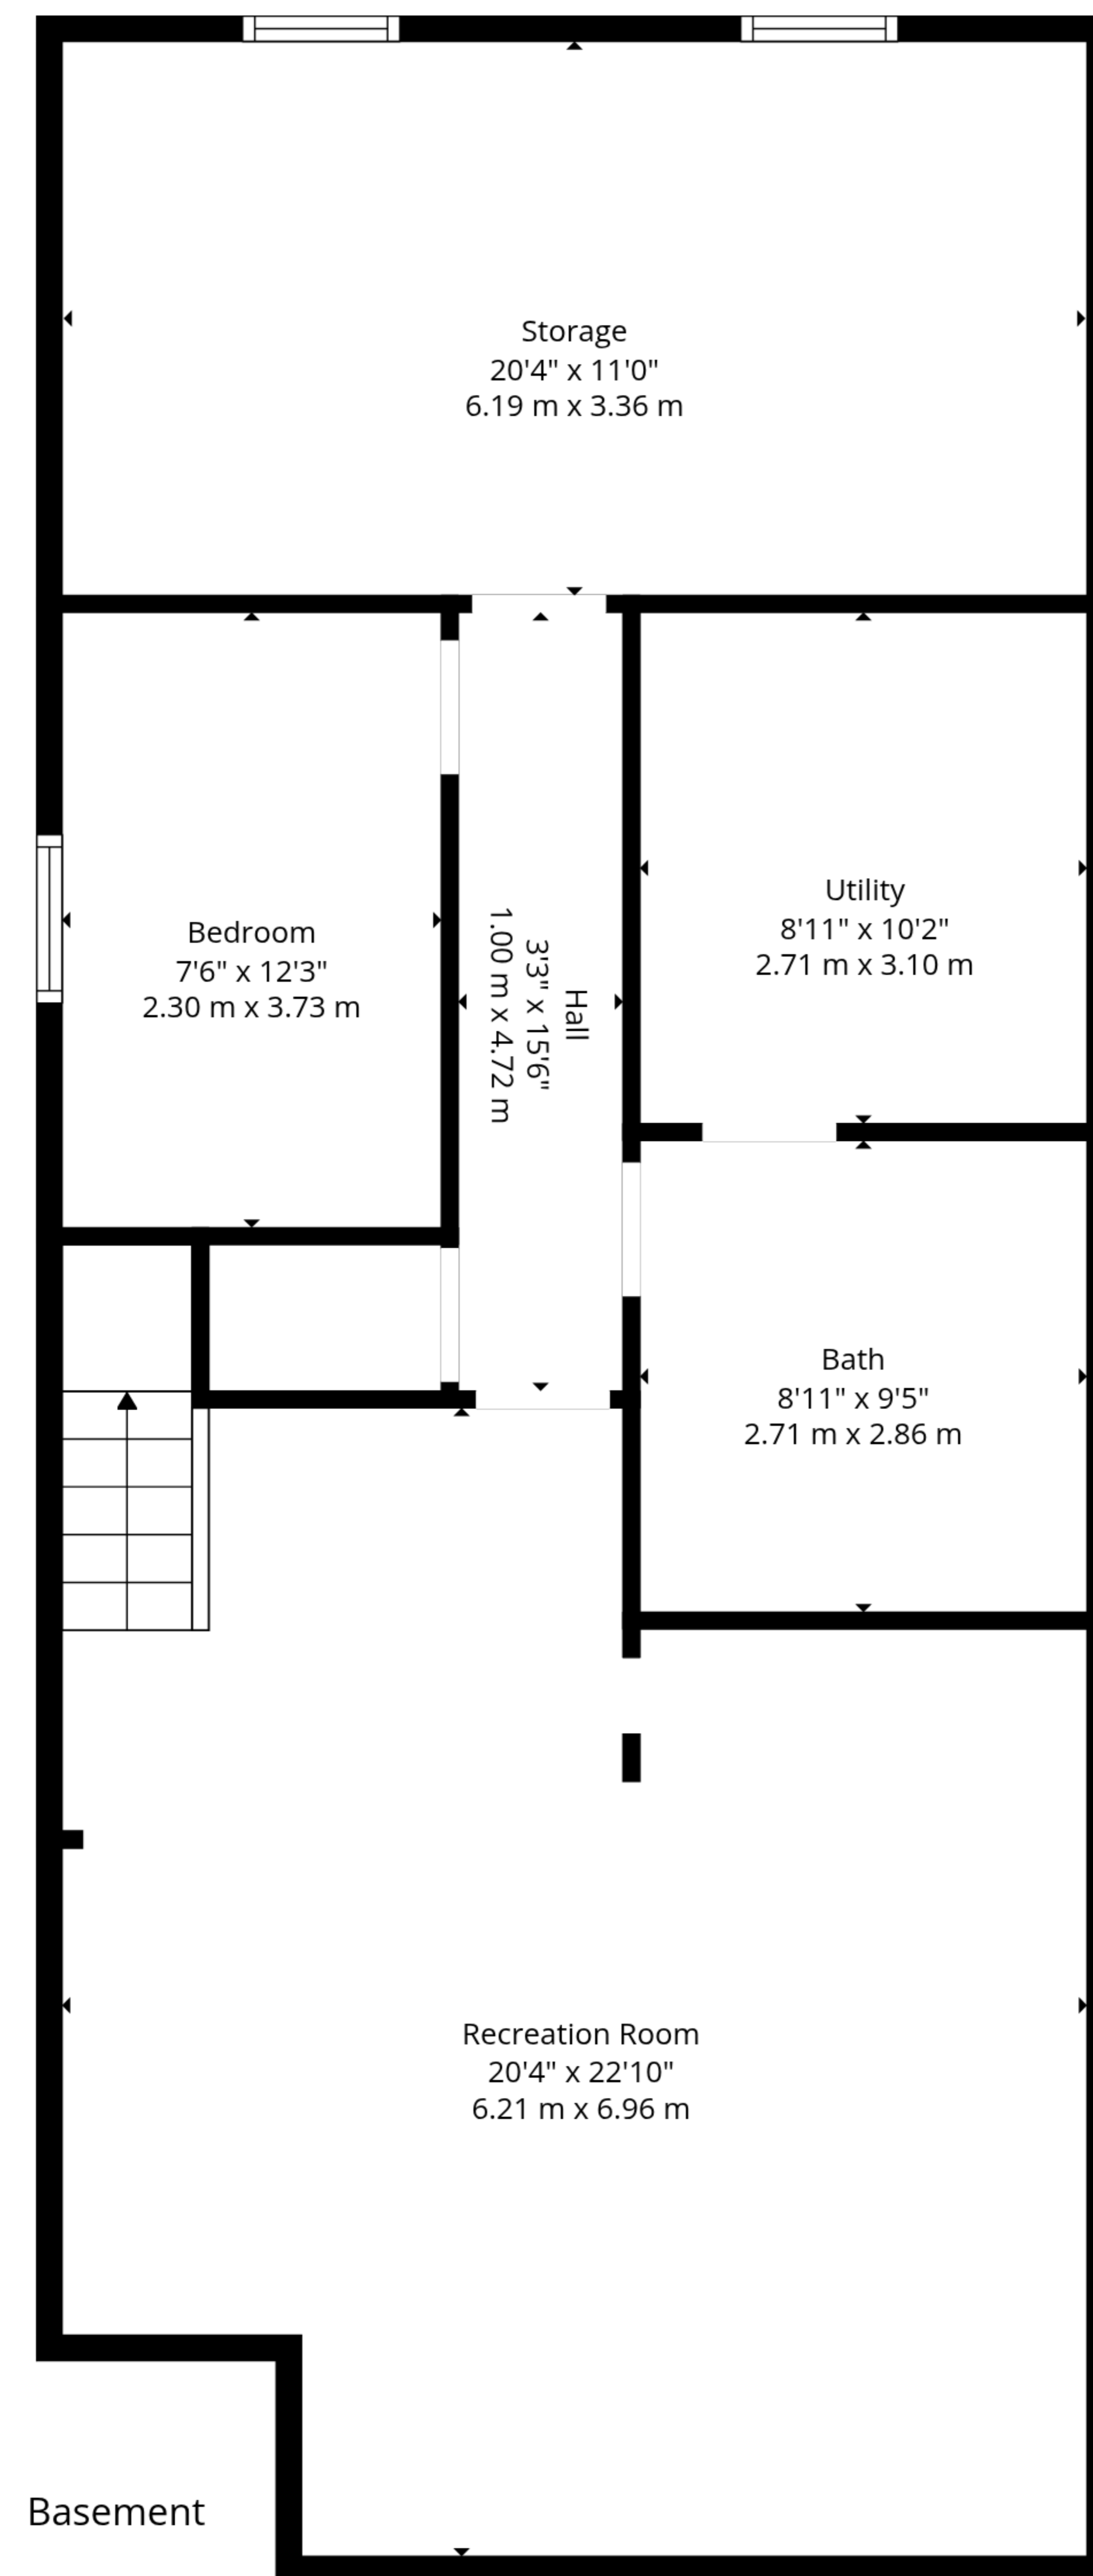 Storage
20'4" x 11'0"
6.19 m x 3.36 m
Utility
8'11" x 10'2"
2.71 m x 3.10 m
Bedroom
7'6" x 12'3"
2.30 m x 3.73 m
Hall
3'3" x 15'6"
1.00 m x 4.72 m
Bath
8'11" x 9'5"
2.71 m x 2.86 m
Recreation Room
20'4" x 22'10"
6.21 m x 6.96 m
Basement